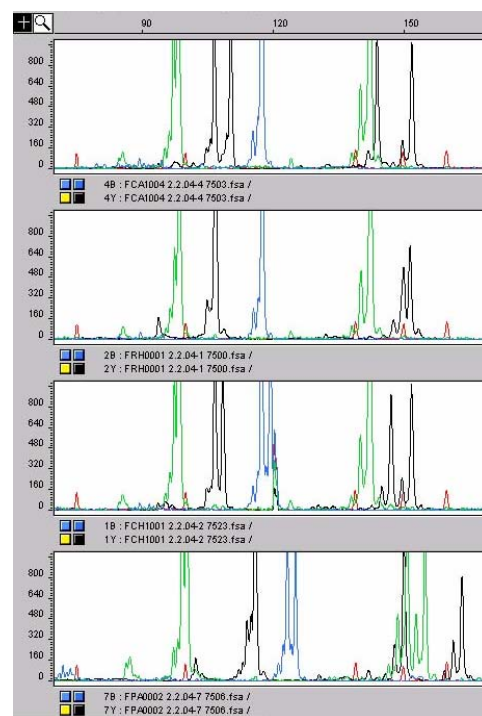 90 120 150
800
640
480
320
160
0
4B : FCA1004 2.2.04-4 7503.fsa /
4Y : FCA1004 2.2.04-4 7503.fsa /
800
640
480
320
160
0
2B : FRH0001 2.2.04-1 7500.fsa /
2Y : FRH0001 2.2.04-1 7500.fsa /
800
640
480
320
160
0
1B : FCH1001 2.2.04-2 7523.fsa /
1Y : FCH1001 2.2.04-2 7523.fsa /
800
640
480
320
160
0
7B : FPA0002 2.2.04-7 7506.fsa /
7Y : FPA0002 2.2.04-7 7506.fsa /